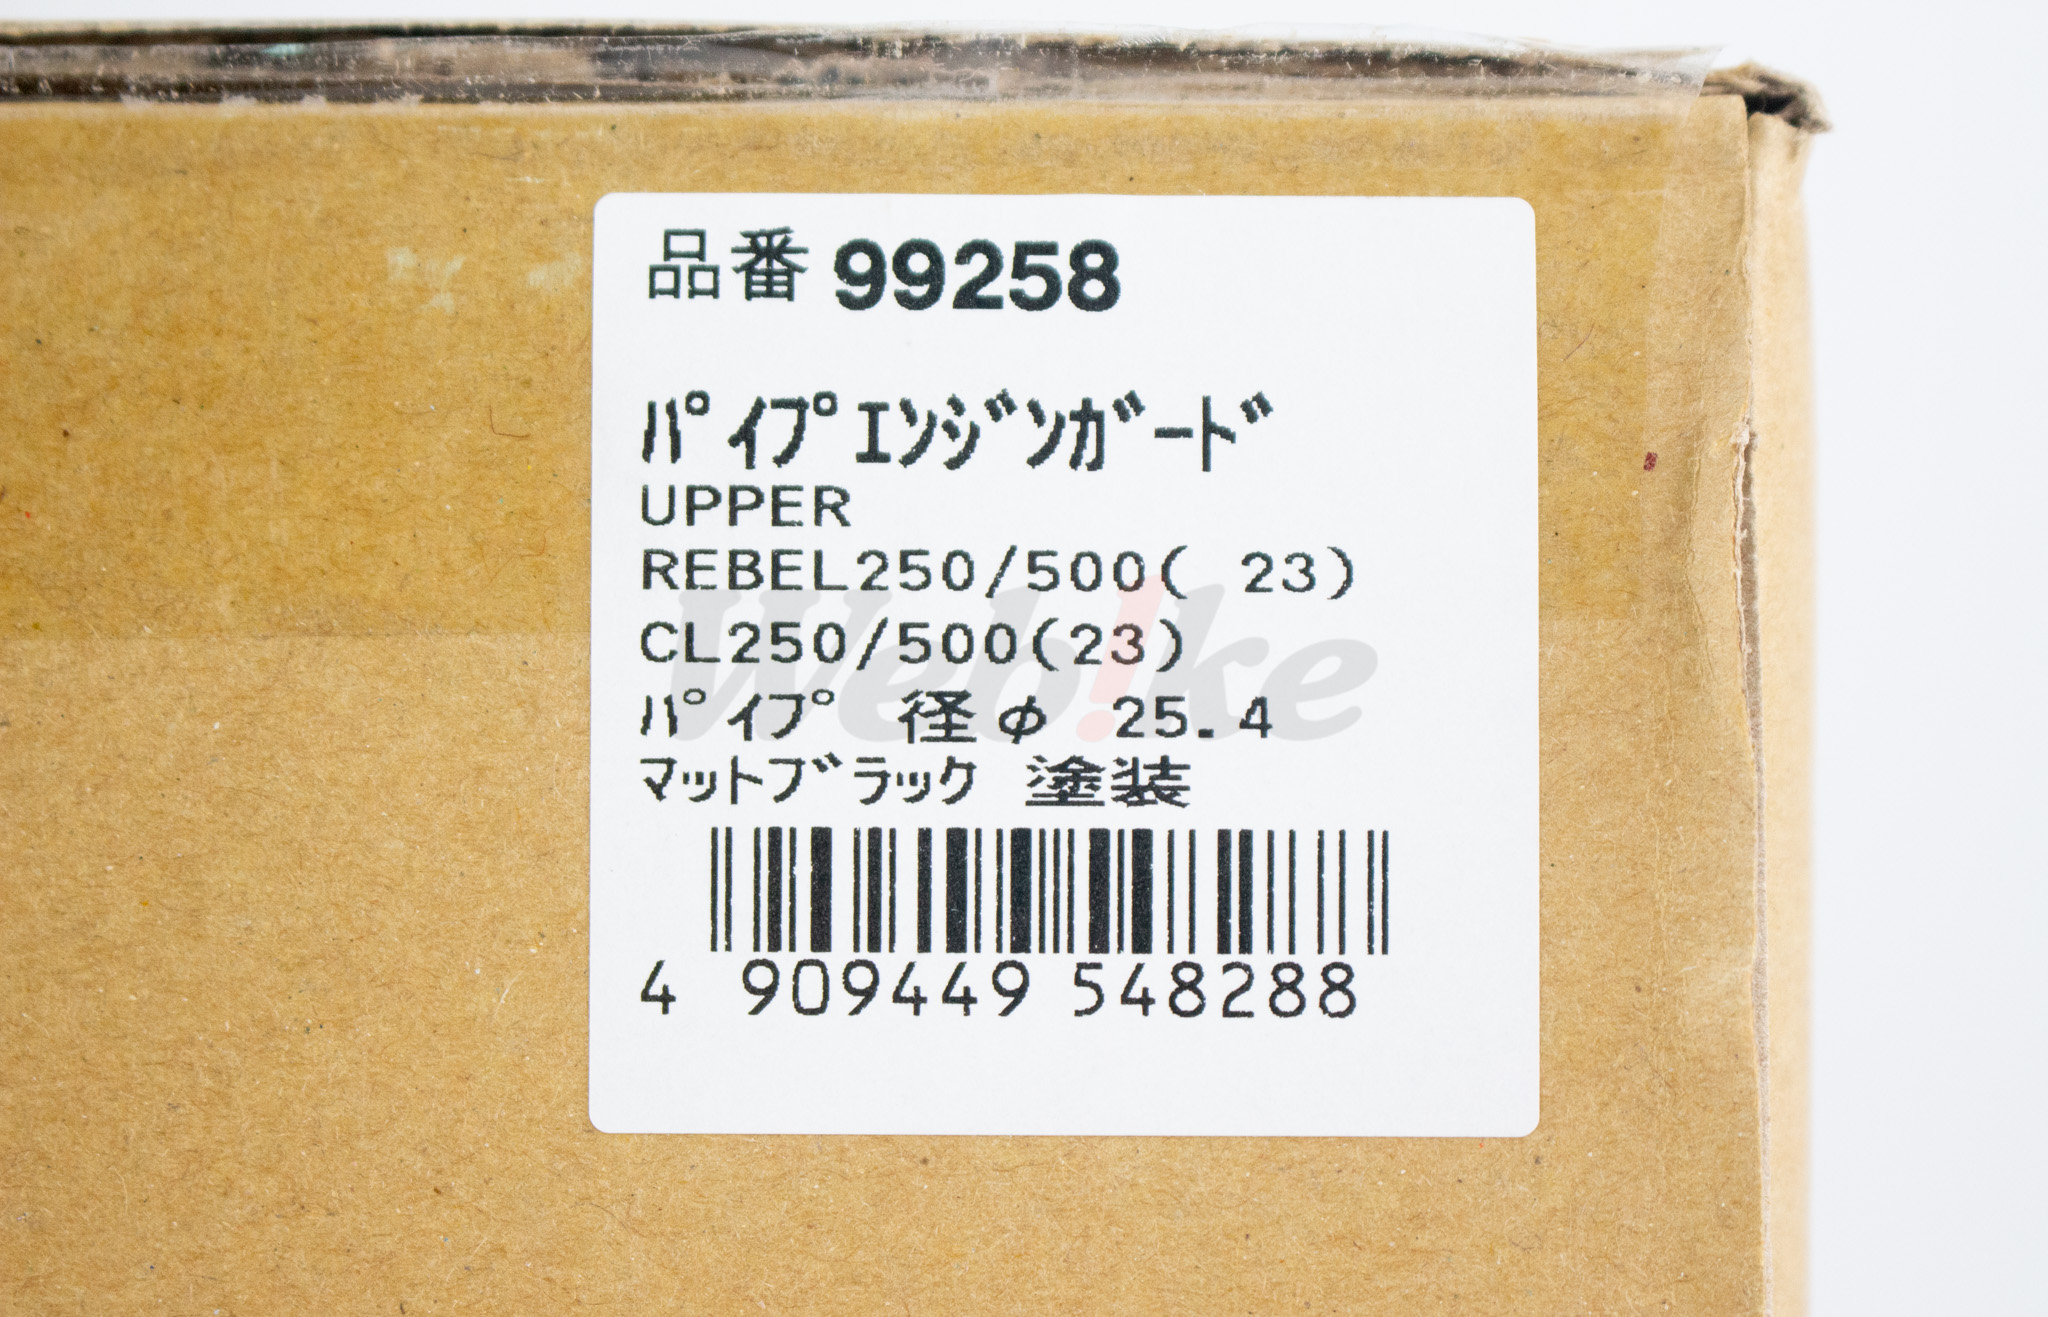 品番 99258
ﾊﾟｲﾌﾟｴﾝｼﾞﾝｶﾞｰﾄﾞ
UPPER
REBEL250/500( 23)
CL250/500(23)
Web!ke
ﾊﾟｲﾌﾟ 径φ 25.4
ﾏｯﾄﾌﾞﾗｯｸ 塗装
4 909449 548288